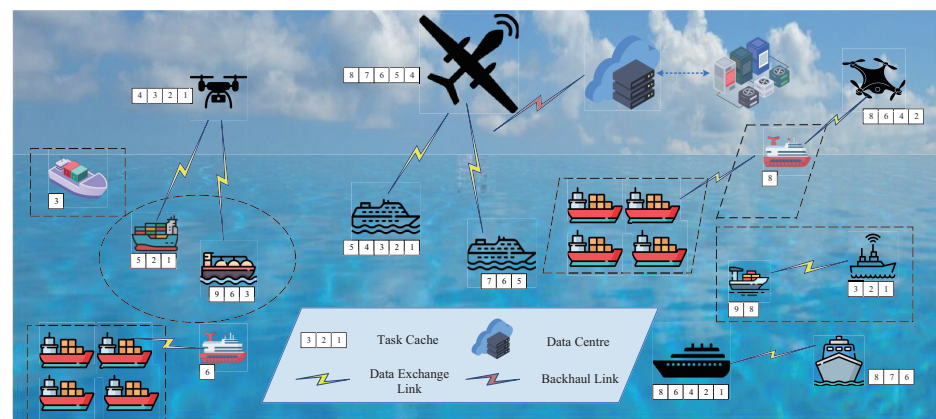 8 7 6 5 4
4 3 2 1
8 6 4 2
3
8
5 4 3 2 1
5 2 1
7 6 5
9 6 3
3 2 1
9 8
6
3 2 1
Task Cache
Data Centre
Data Exchange
Link
Backhaul Link
8 6 4 2 1
8 7 6